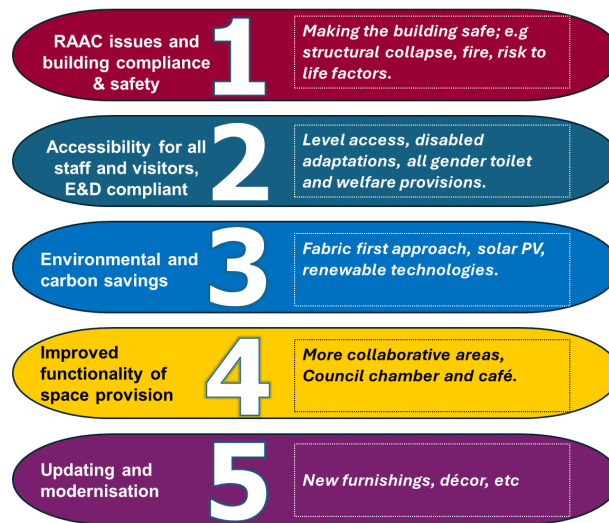 RAAC issues and
building compliance
& safety
1
Making the building safe; e.g
structural collapse, fire, risk to
life factors.
Accessibility for all
staff and visitors,
E&D compliant
2
Level access, disabled
adaptations, all gender toilet
and welfare provisions.
Environmental and
carbon savings
3
Fabric first approach, solar PV,
renewable technologies.
Improved
functionality of
space provision
4
More collaborative areas,
Council chamber and café.
Updating and
modernisation
5
New furnishings, décor, etc